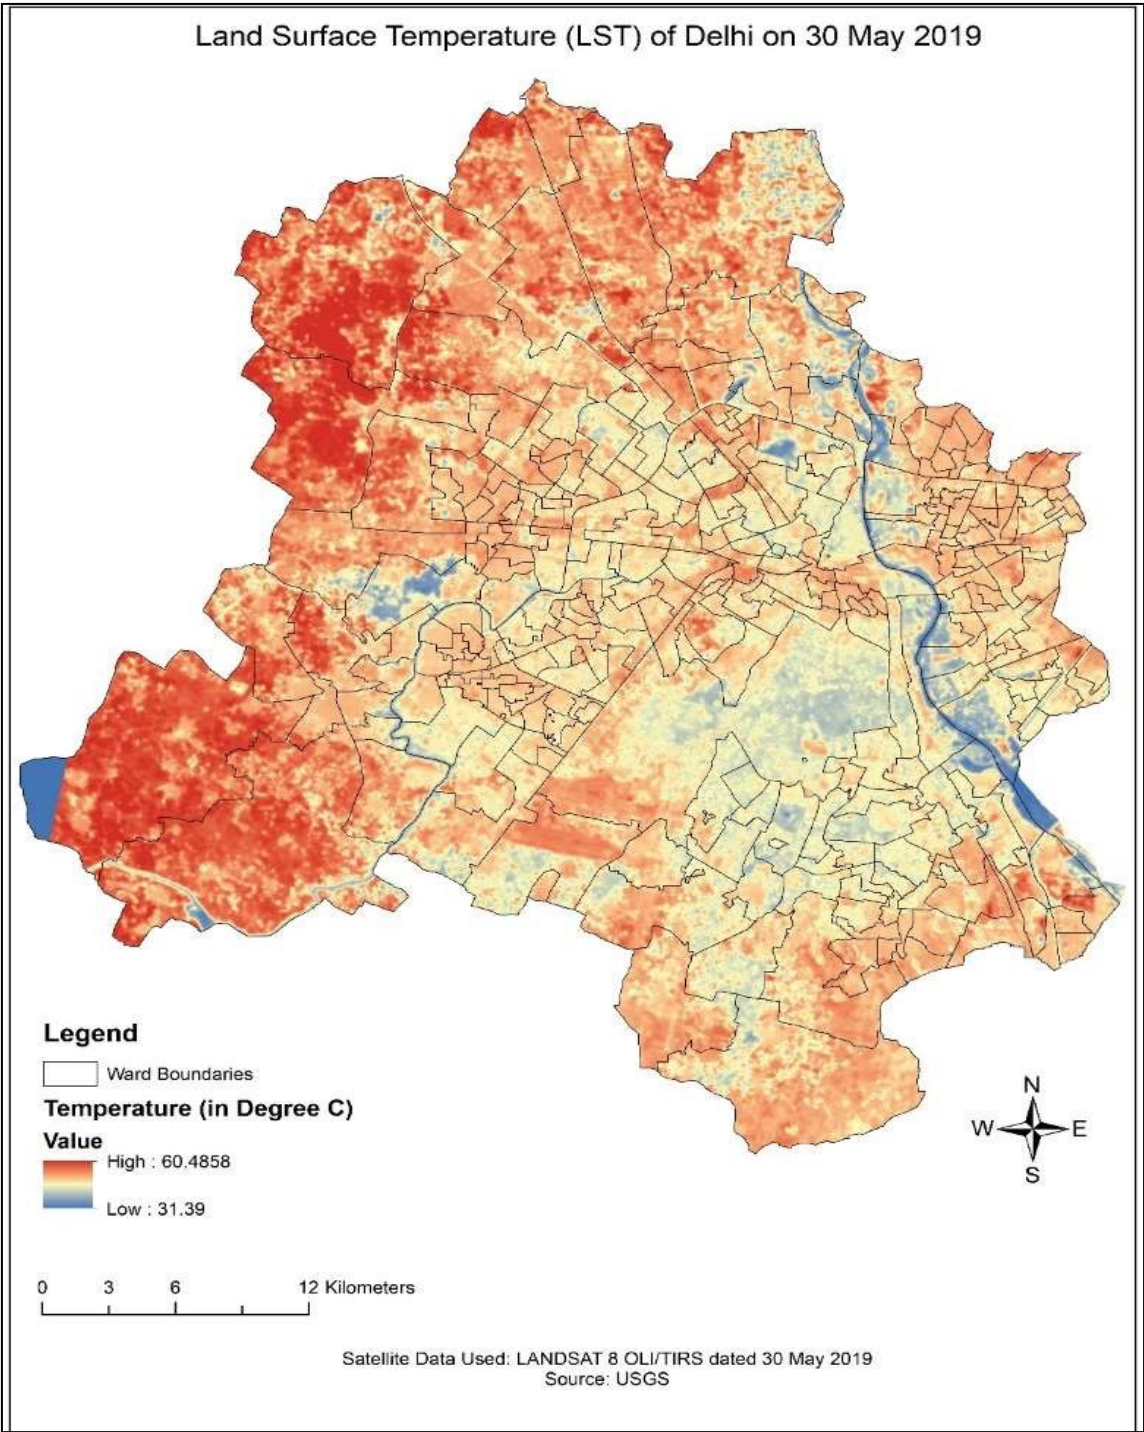 Land Surface Temperature (LST) of Delhi on 30 May 2019
Legend
Ward Boundaries
Temperature (in Degree C)
Value
High : 60.4858
Low : 31.39
N
W E
S
0 3 6 12 Kilometers
Satellite Data Used: LANDSAT 8 OLI/TIRS dated 30 May 2019
Source: USGS